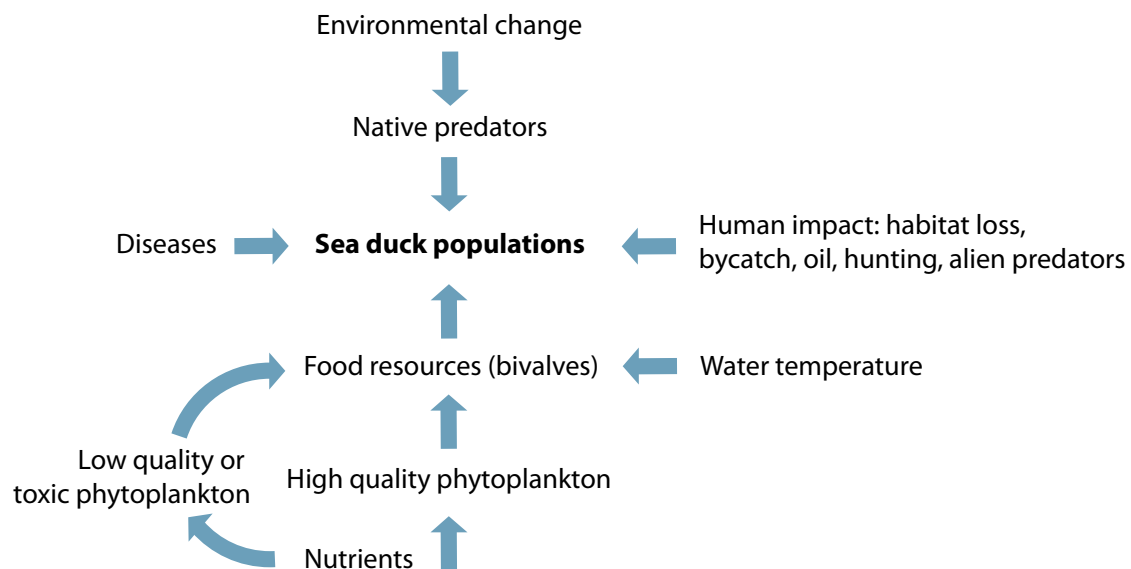 Environmental change
Native predators
Diseases
Sea duck populations
Human impact: habitat loss,
bycatch, oil, hunting, alien predators
Food resources (bivalves)
Water temperature
Low quality or
toxic phytoplankton
High quality phytoplankton
Nutrients